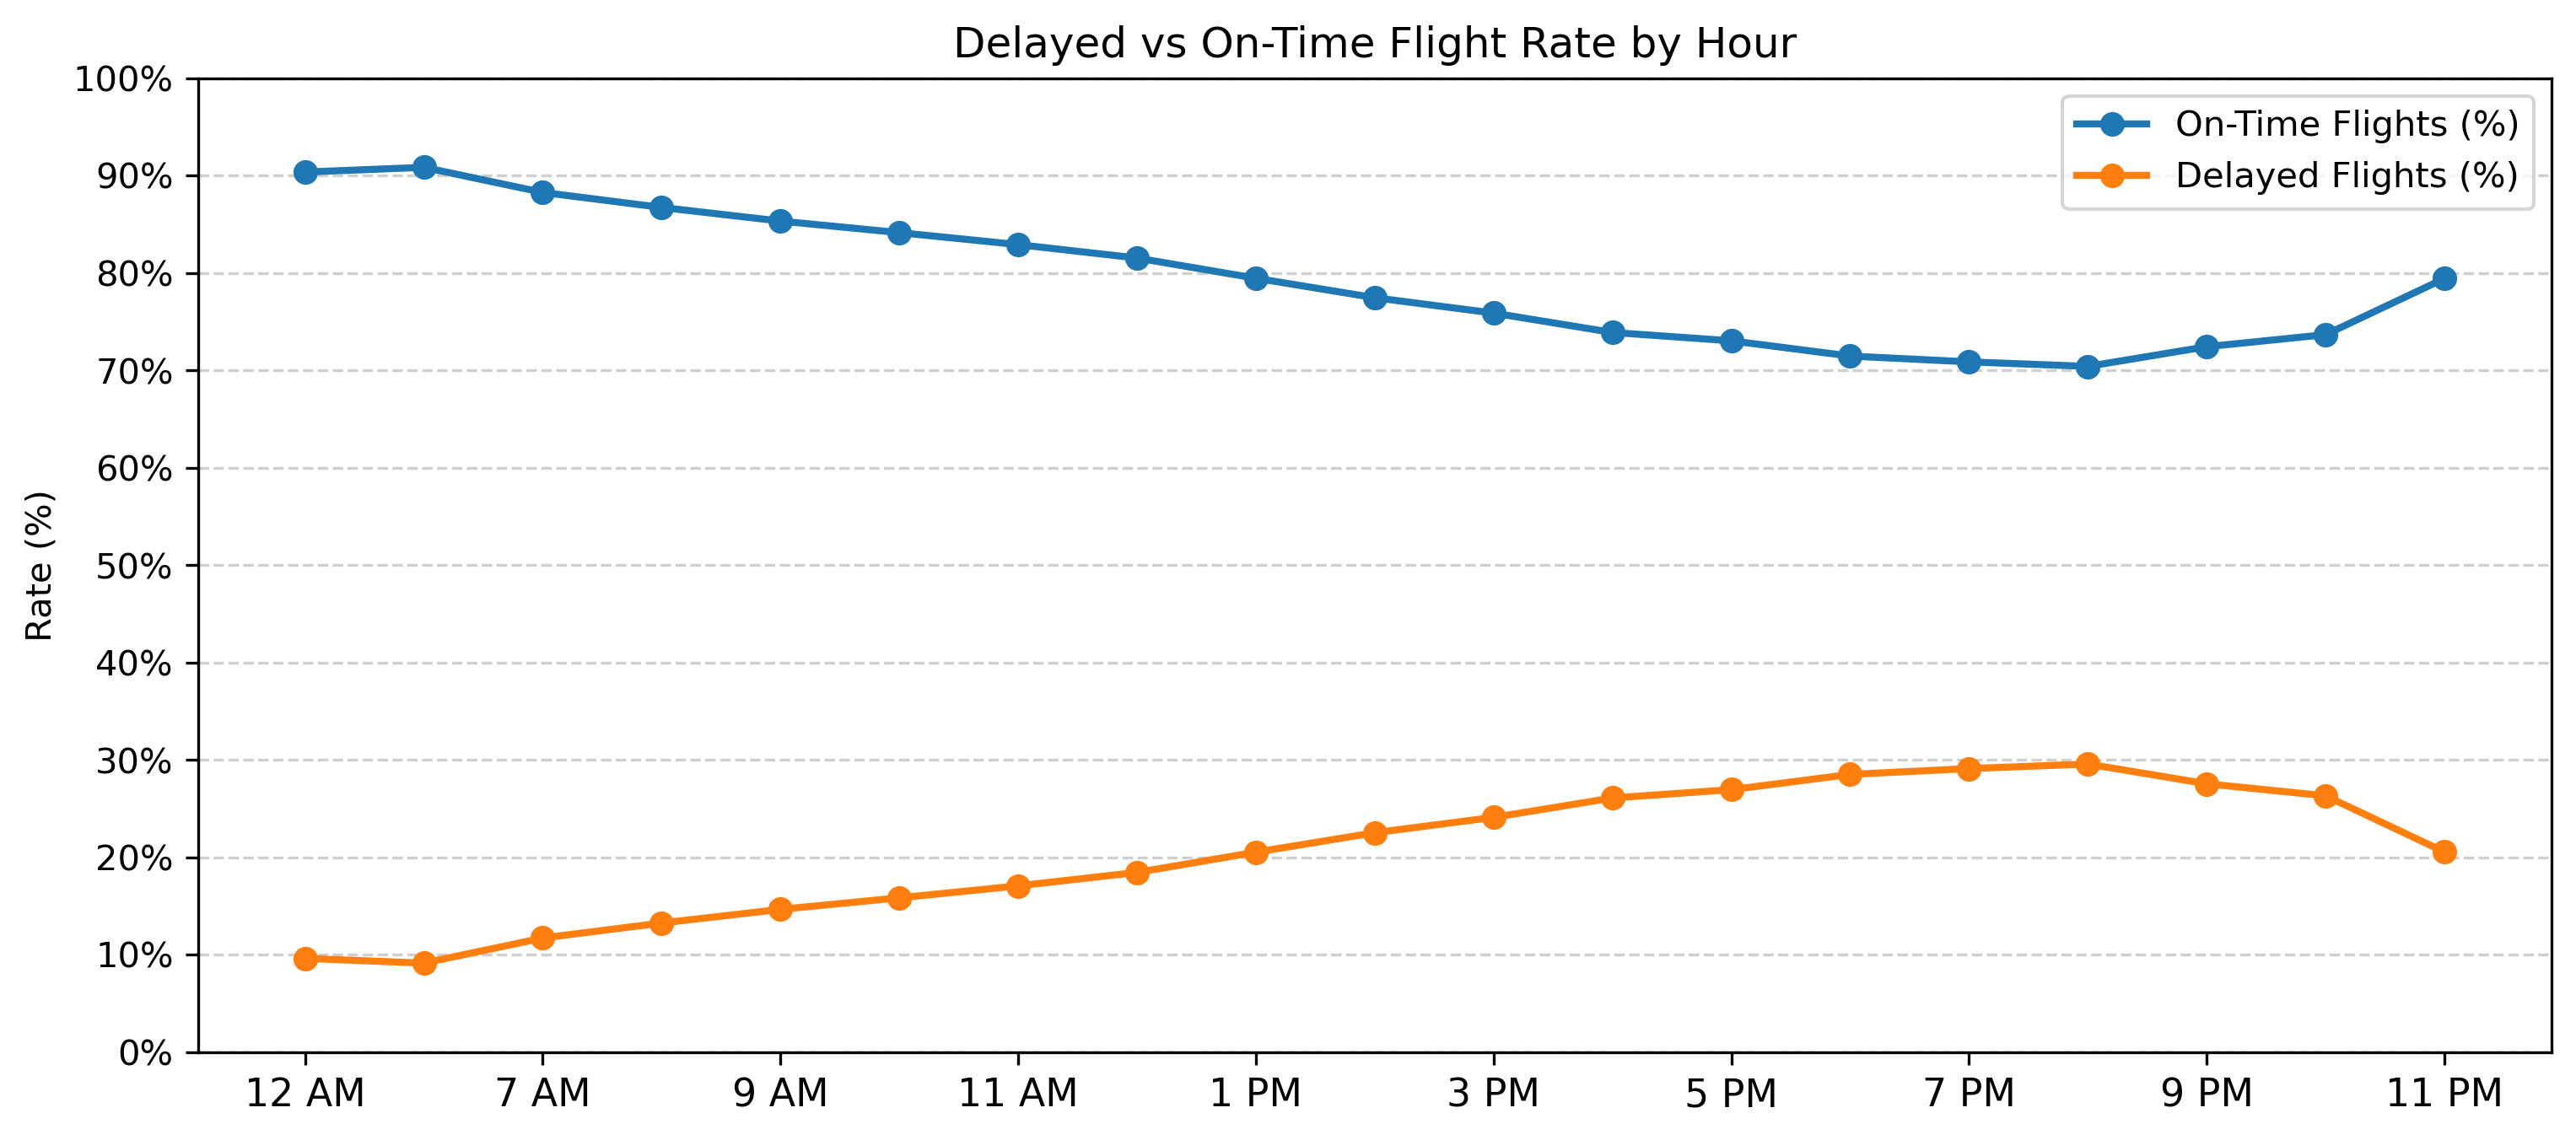 Delayed vs On-Time Flight Rate by Hour
100%
90%
80%
70%
60%
50%
40%
30%
20%
10%
0%
Rate (%)
On-Time Flights (%)
Delayed Flights (%)
12 AM 7 AM 9 AM 11 AM 1 PM 3 PM 5 PM 7 PM 9 PM 11 PM